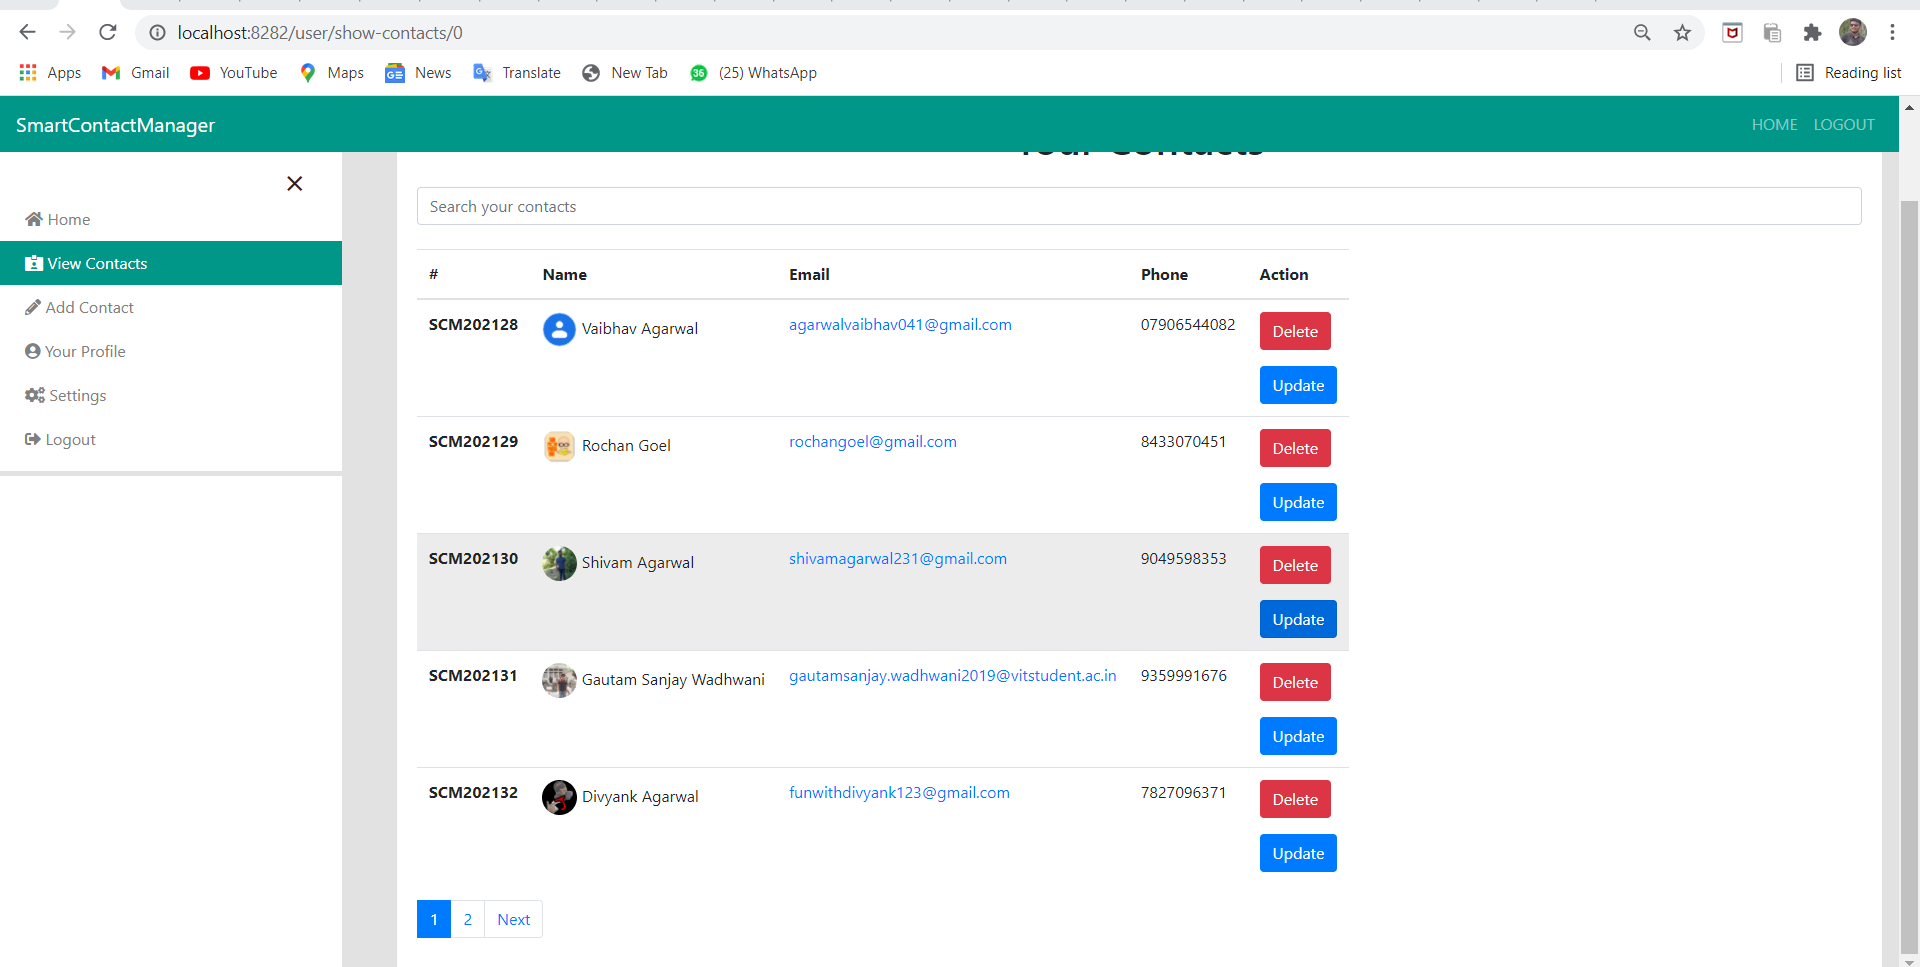 localhost:8282/user/show-contacts/0
Apps Gmail YouTube Maps News Translate New Tab 36 (25) WhatsApp Reading list
SmartContactManager HOME LOGOUT
Your Contacts
Home
View Contacts
Add Contact
Your Profile
Settings
Logout
Search your contacts
# Name Email Phone Action
SCM202128 Vaibhav Agarwal agarwalvaibhav041@gmail.com 07906544082 Delete
Update
SCM202129 Rochan Goel rochangoel@gmail.com 8433070451 Delete
Update
SCM202130 Shivam Agarwal shivamagarwal231@gmail.com 9049598353 Delete
Update
SCM202131 Gautam Sanjay Wadhwani gautamsanjay.wadhwani2019@vitstudent.ac.in 9359991676 Delete
Update
SCM202132 Divyank Agarwal funwithdivyank123@gmail.com 7827096371 Delete
Update
1 2 Next